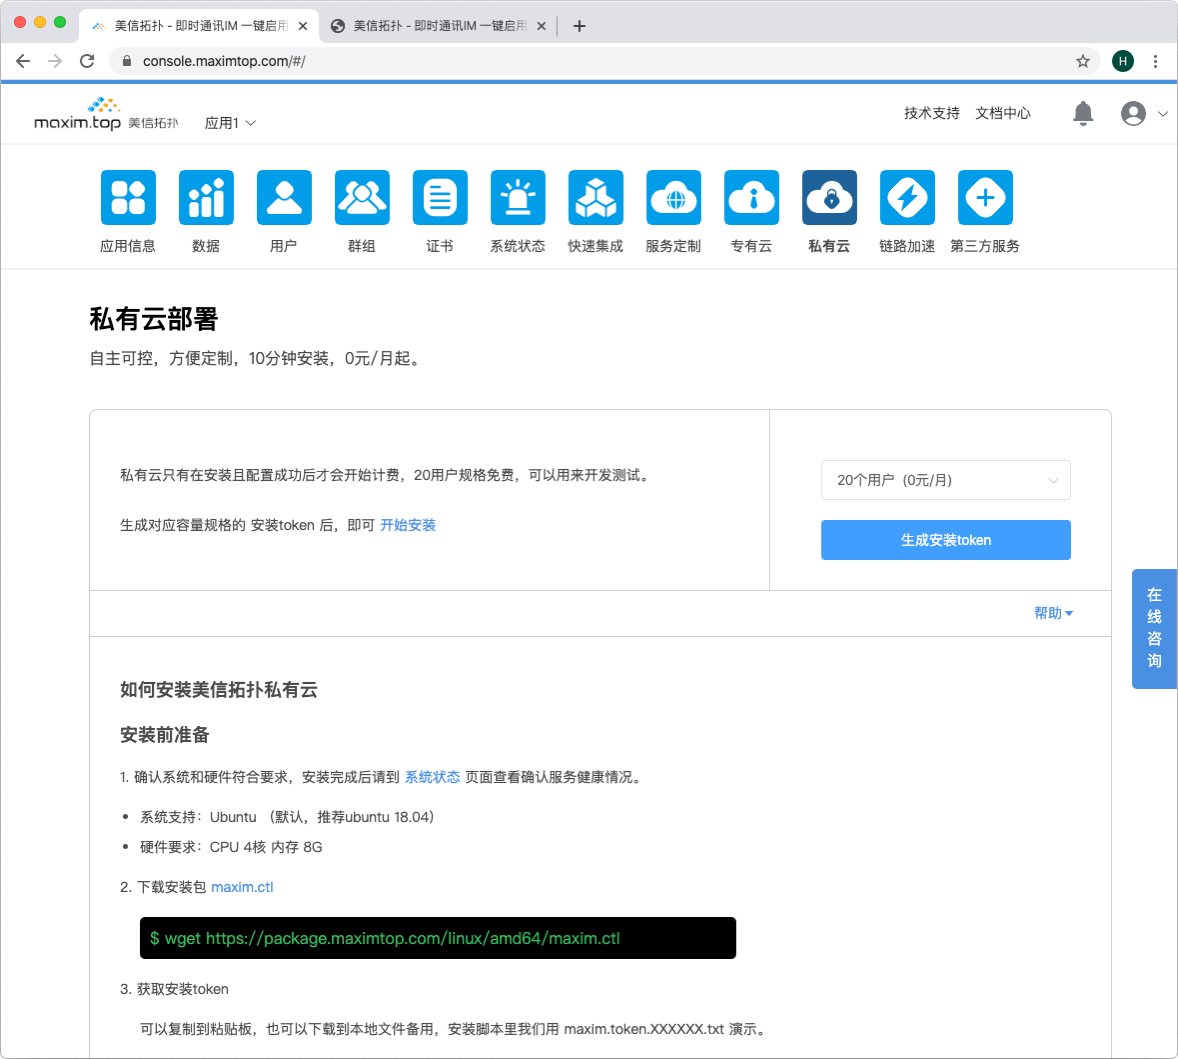 美信拓扑 - 即时通讯IM 一键启用
美信拓扑 - 即时通讯IM 一键启用
console.maximtop.com/#/
H
maxim.top 美信拓扑
应用1
技术支持 文档中心
应用信息 数据 用户 群组 证书 系统状态 快速集成 服务定制 专有云 私有云 链路加速 第三方服务
私有云部署
自主可控，方便定制，10分钟安装，0元/月起。
私有云只有在安装且配置成功后才会开始计费，20用户规格免费，可以用来开发测试。
生成对应容量规格的 安装token 后，即可 开始安装
20个用户 (0元/月)
生成安装token
帮助
在线咨询
如何安装美信拓扑私有云
安装前准备
1. 确认系统和硬件符合要求，安装完成后请到 系统状态 页面查看确认服务健康情况。
• 系统支持：Ubuntu （默认，推荐ubuntu 18.04）
• 硬件要求：CPU 4核 内存 8G
2. 下载安装包 maxim.ctl
$ wget https://package.maximtop.com/linux/amd64/maxim.ctl
3. 获取安装token
可以复制到粘贴板，也可以下载到本地文件备用，安装脚本里我们用 maxim.token.XXXXXX.txt 演示。